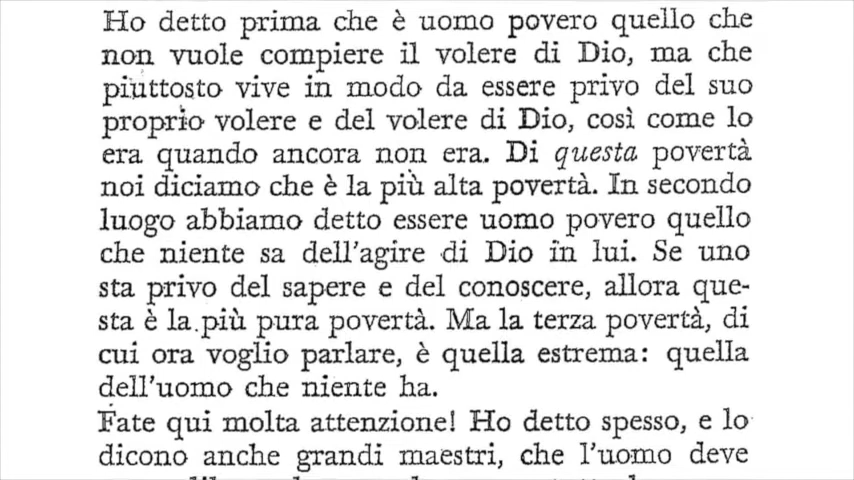 Ho detto prima che è uomo povero quello che
non vuole compiere il volere di Dio, ma che
piuttosto vive in modo da essere privo del suo
proprio volere e del volere di Dio, così come lo
era quando ancora non era. Di questa povertà
noi diciamo che è la più alta povertà. In secondo
luogo abbiamo detto essere uomo povero quello
che niente sa dell'agire di Dio in lui. Se uno
sta privo del sapere e del conoscere, allora que-
sta è la più pura povertà. Ma la terza povertà, di
cui ora voglio parlare, è quella estrema: quella
dell'uomo che niente ha.
Fate qui molta attenzione! Ho detto spesso, e lo
dicono anche grandi maestri, che l'uomo deve